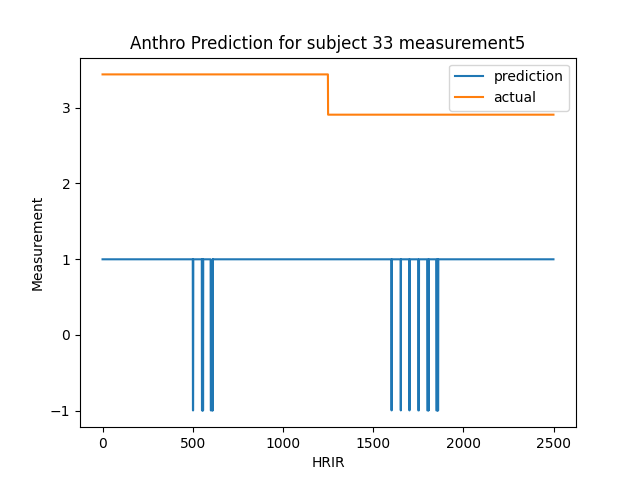 Anthro Prediction for subject 33 measurement5
prediction
actual
Measurement
3
2
1
0
−1
0
500
1000
1500
2000
2500
HRIR